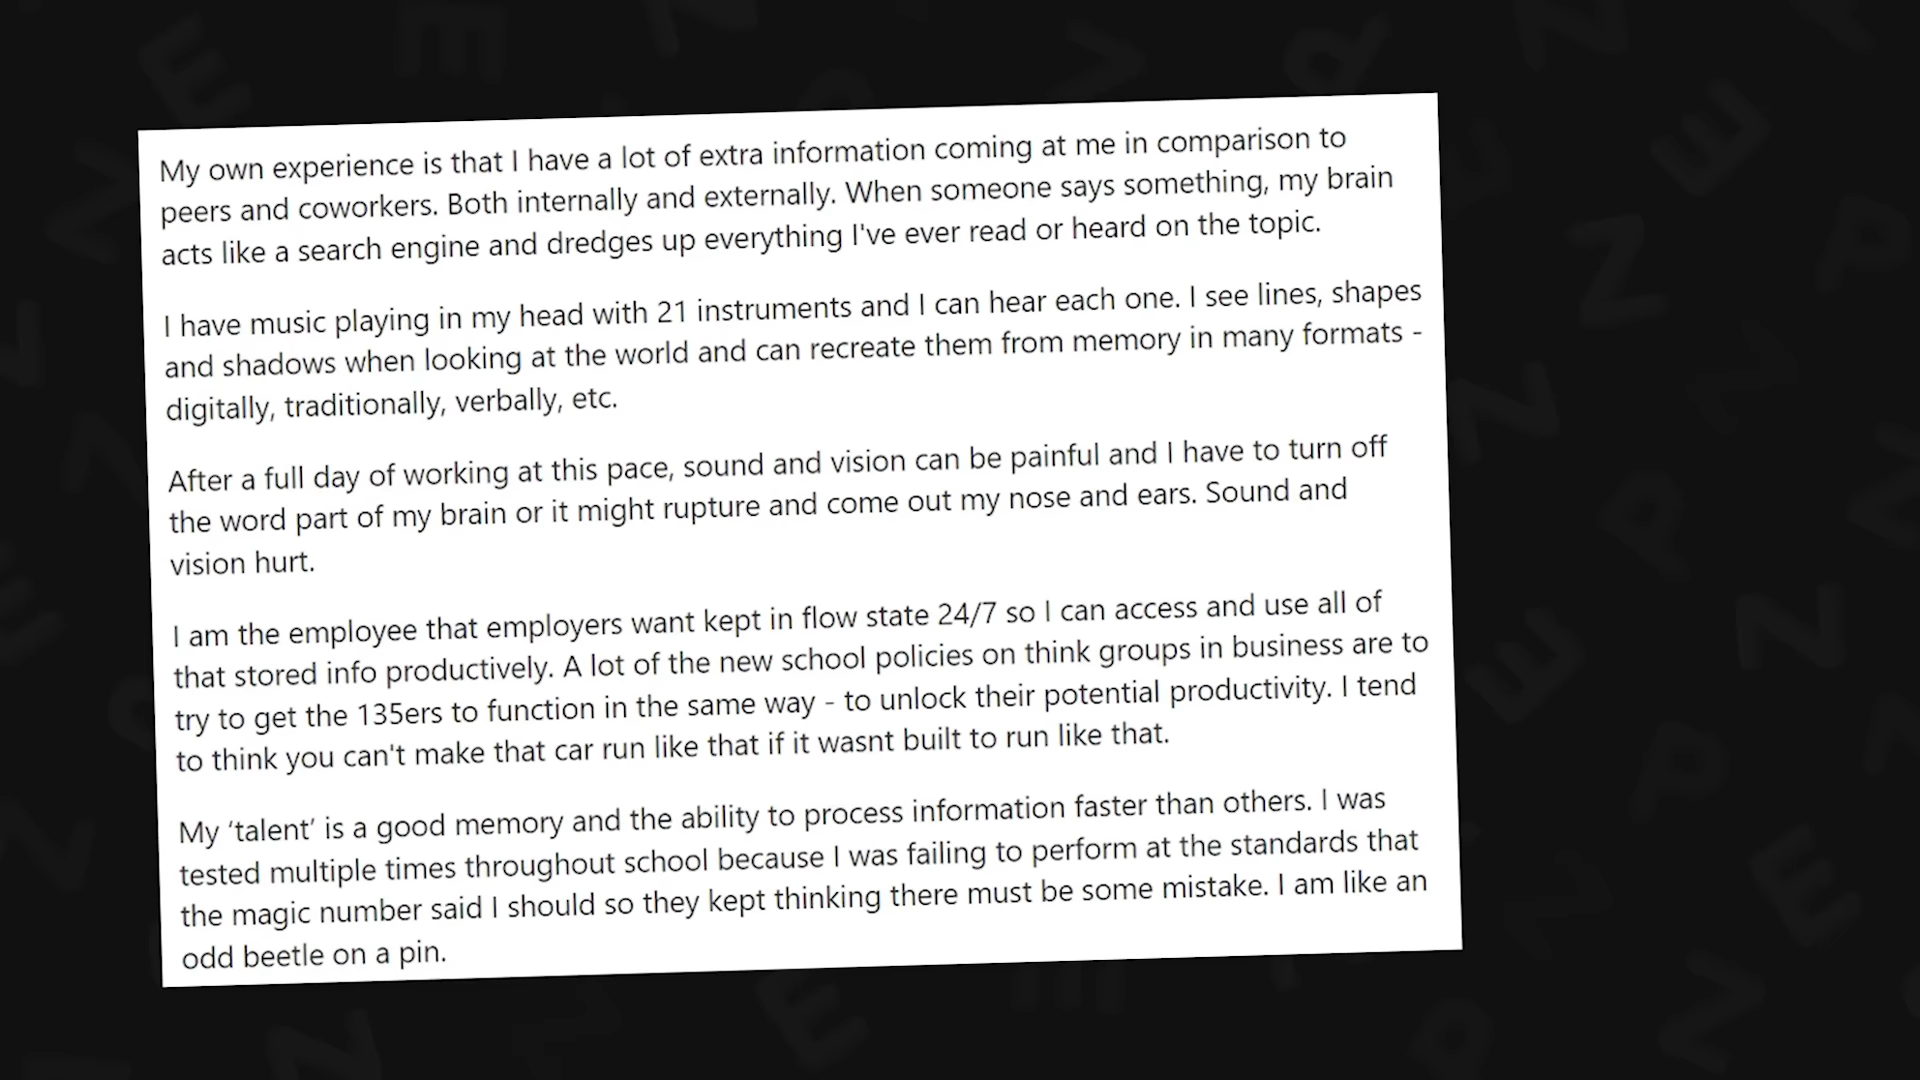 My own experience is that I have a lot of extra information coming at me in comparison to
peers and coworkers. Both internally and externally. When someone says something, my brain
acts like a search engine and dredges up everything I've ever read or heard on the topic.
I have music playing in my head with 21 instruments and I can hear each one. I see lines, shapes
and shadows when looking at the world and can recreate them from memory in many formats -
digitally, traditionally, verbally, etc.
After a full day of working at this pace, sound and vision can be painful and I have to turn off
the word part of my brain or it might rupture and come out my nose and ears. Sound and
vision hurt.
I am the employee that employers want kept in flow state 24/7 so I can access and use all of
that stored info productively. A lot of the new school policies on think groups in business are to
try to get the 135ers to function in the same way - to unlock their potential productivity. I tend
to think you can't make that car run like that if it wasnt built to run like that.
My ‘talent’ is a good memory and the ability to process information faster than others. I was
tested multiple times throughout school because I was failing to perform at the standards that
the magic number said I should so they kept thinking there must be some mistake. I am like an
odd beetle on a pin.